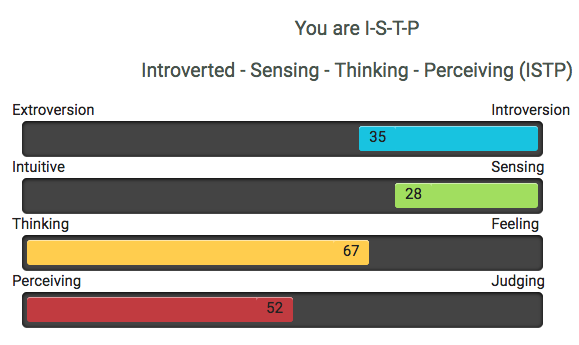 You are I-S-T-P
Introverted - Sensing - Thinking - Perceiving (ISTP)
Extroversion Introversion
35
Intuitive Sensing
28
Thinking Feeling
67
Perceiving Judging
52